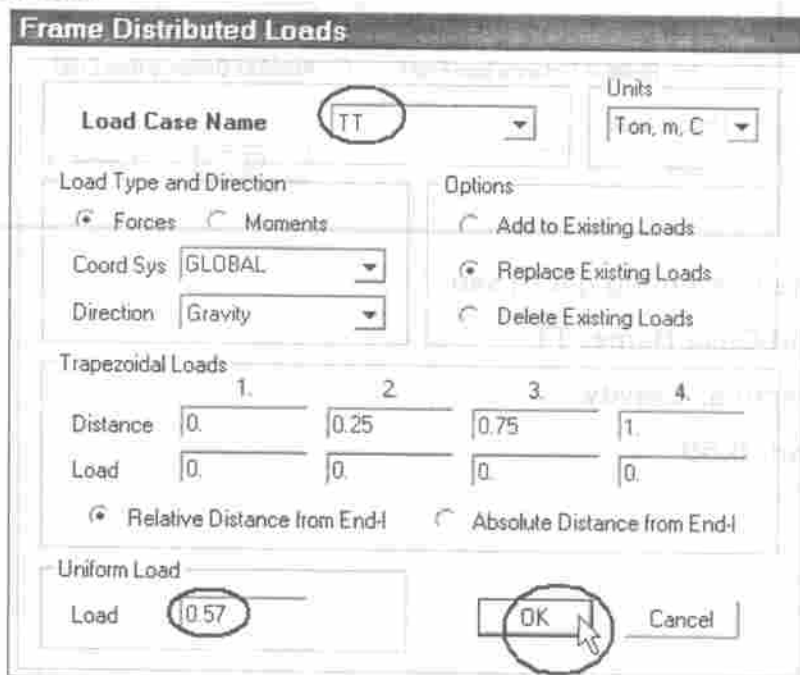 Frame Distributed Loads
Units
Load Case Name TT Ton, m, C
Load Type and Direction
Forces Moments
Coord Sys GLOBAL
Direction Gravity
Options
Add to Existing Loads
Replace Existing Loads
Delete Existing Loads
Trapezoidal Loads
1. 2. 3. 4.
Distance 0. 0.25 0.75 1.
Load 0. 0. 0. 0.
Relative Distance from End-I Absolute Distance from End-I
Uniform Load
Load 0.57
OK Cancel